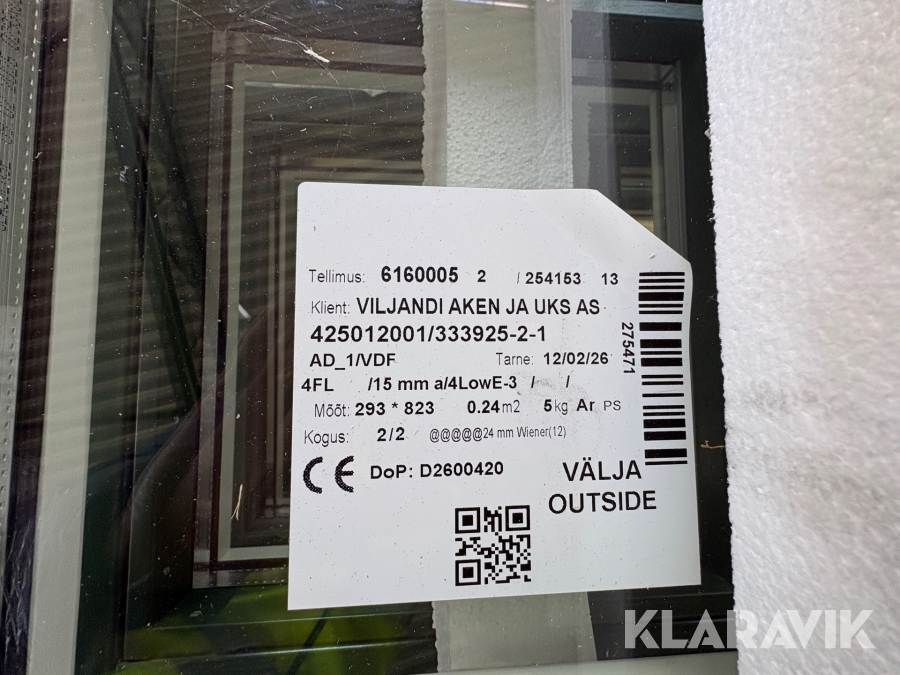 Tellimus: 6160005 2 / 254153 13
Klient: VILJANDI AKEN JA UKS AS
425012001/333925-2-1
AD_1/VDF Tarne: 12/02/26
4FL /15 mm a/4LowE-3 / /
Mõõt: 293 * 823 0.24m2 5kg Ar PS
Kogus: 2/2 @@@@@24 mm Wiener(12)
CE DoP: D2600420
VÄLJA
OUTSIDE
275471
KLARAVIK